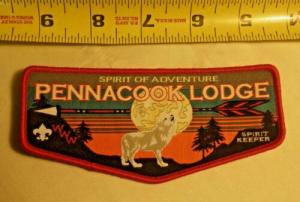 9 8 7 6 5
SPIRIT OF ADVENTURE
PENNACOOK LODGE
SPIRIT
KEEPER